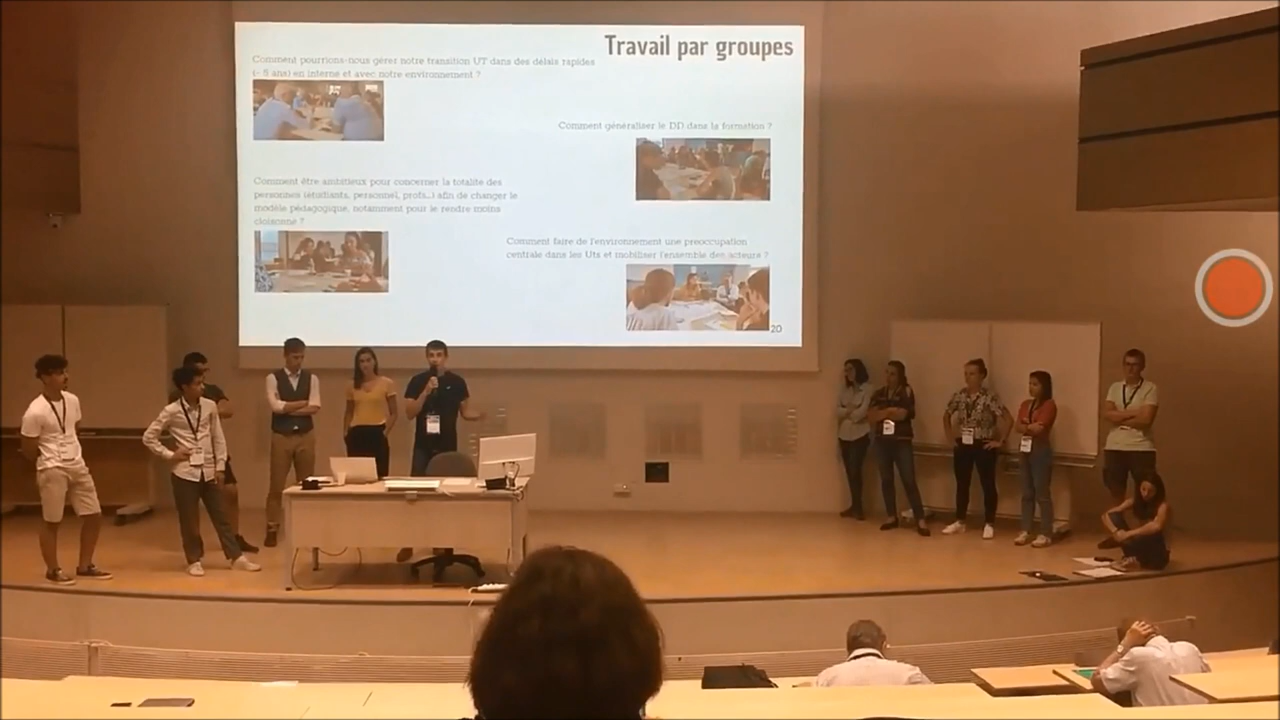 Travail par groupes
Comment pourrions-nous gérer notre transition UT dans des délais rapides
(- 5 ans) en interne et avec notre environnement ?
Comment généraliser le DD dans la formation ?
Comment être ambitieux pour concerner la totalité des
personnes (étudiants, personnel, profs...) afin de changer le
modèle pédagogique, notamment pour le rendre moins
cloisonné ?
Comment faire de l'environnement une préoccupation
centrale dans les Uts et mobiliser l'ensemble des acteurs ?
20